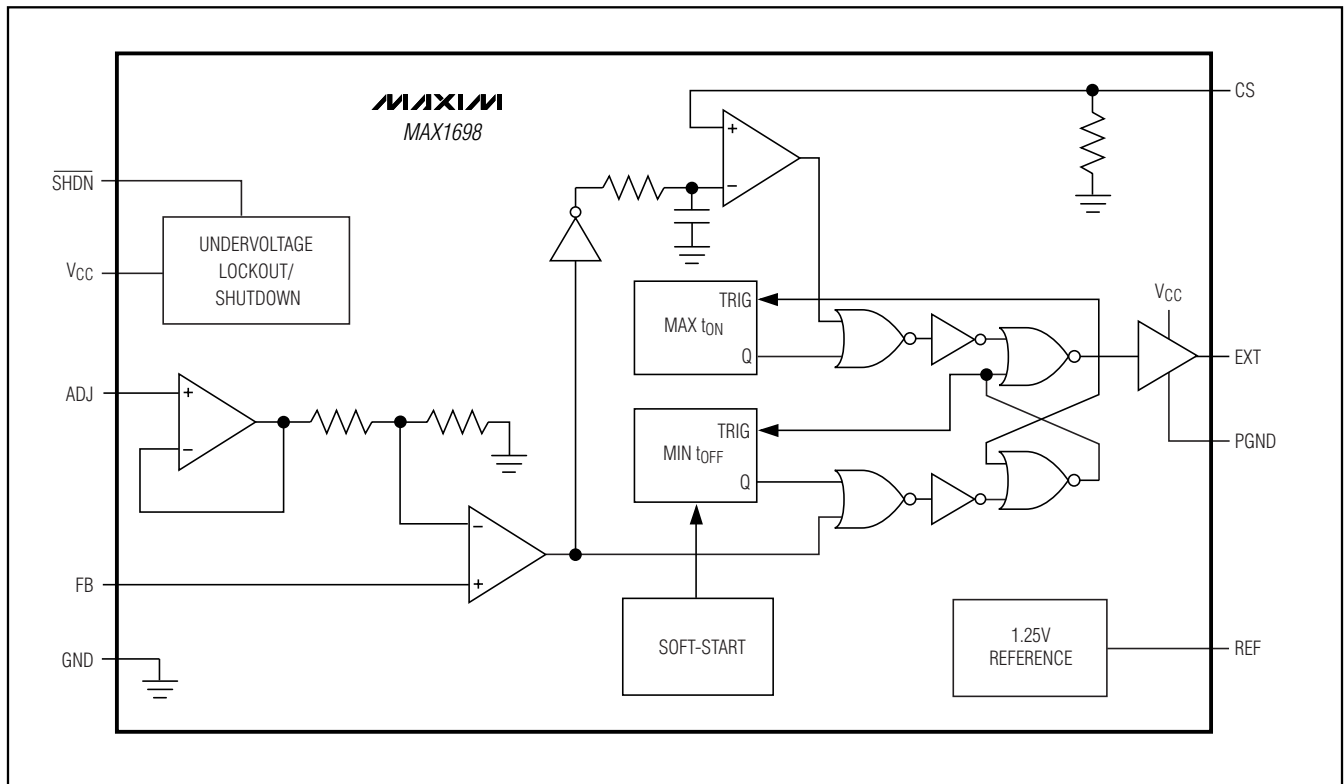 MAXIM
MAX1698
CS
SHDN
UNDERVOLTAGE
LOCKOUT/
SHUTDOWN
VCC
+
−
TRIG
MAX tON
Q
VCC
EXT
ADJ
+
−
TRIG
MIN tOFF
Q
PGND
−
+
FB
SOFT-START
1.25V
REFERENCE
REF
GND